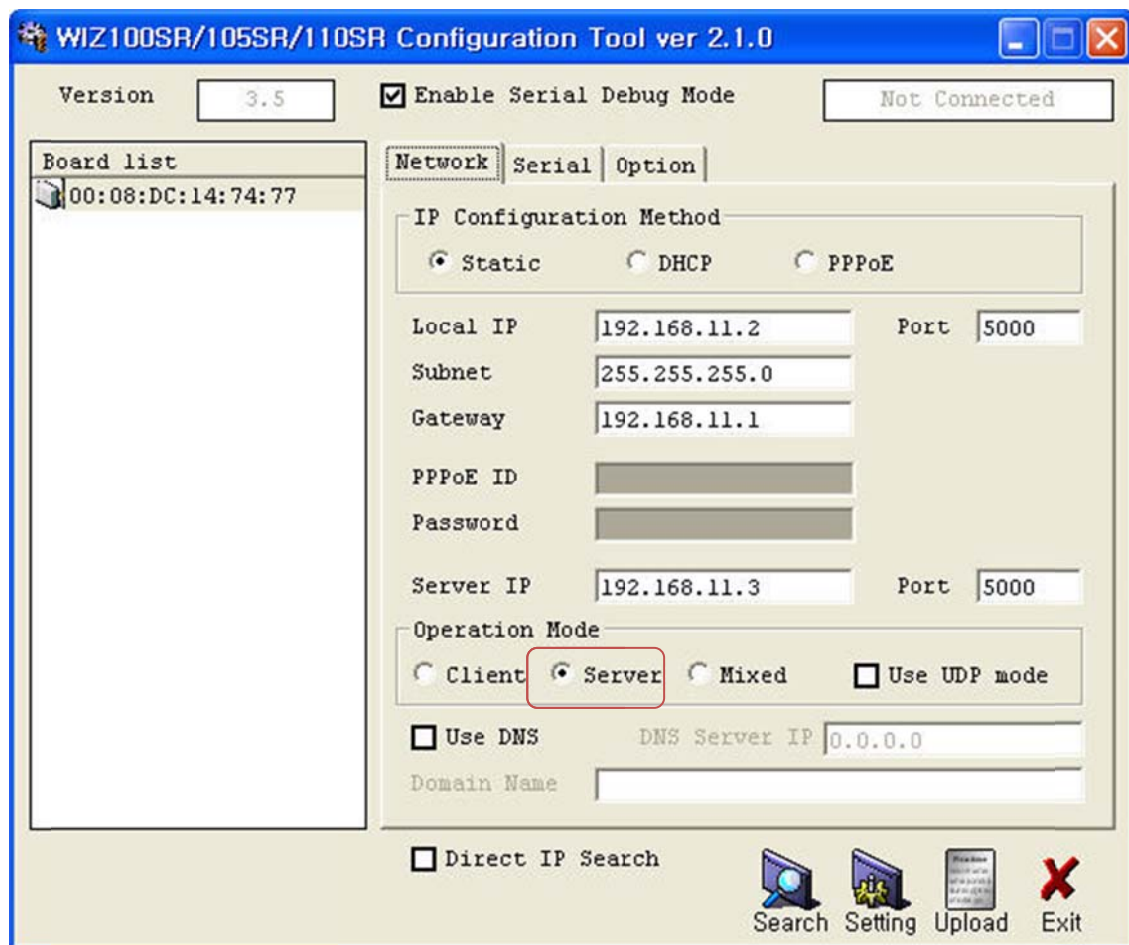 WIZ100SR/105SR/110SR Configuration Tool ver 2.1.0
Version 3.5 Enable Serial Debug Mode Not Connected
Board list
00:08:DC:14:74:77
Network Serial Option
IP Configuration Method
Static DHCP PPPoE
Local IP 192.168.11.2 Port 5000
Subnet 255.255.255.0
Gateway 192.168.11.1
PPPoE ID
Password
Server IP 192.168.11.3 Port 5000
Operation Mode
Client Server Mixed Use UDP mode
Use DNS DNS Server IP 0.0.0.0
Domain Name
Direct IP Search
Search Setting Upload Exit